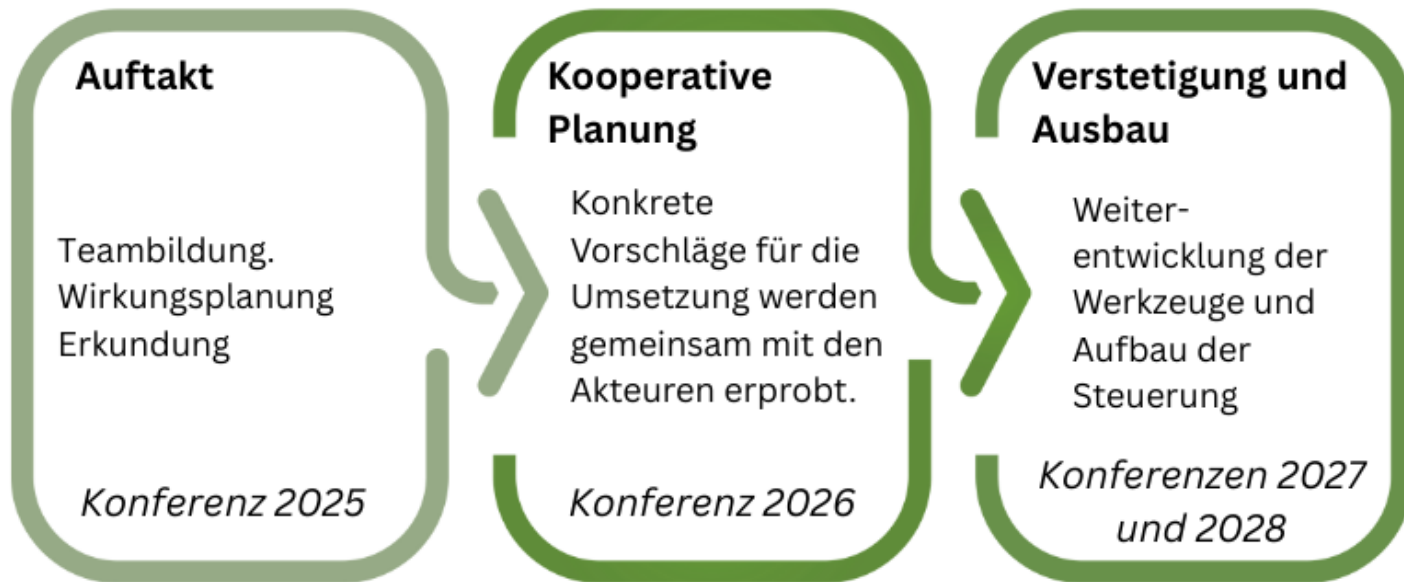 Auftakt
Teambildung.
Wirkungsplanung
Erkundung
Konferenz 2025
Kooperative
Planung
Konkrete
Vorschläge für die
Umsetzung werden
gemeinsam mit den
Akteuren erprobt.
Konferenz 2026
Verstetigung und
Ausbau
Weiter-
entwicklung der
Werkzeuge und
Aufbau der
Steuerung
Konferenzen 2027
und 2028